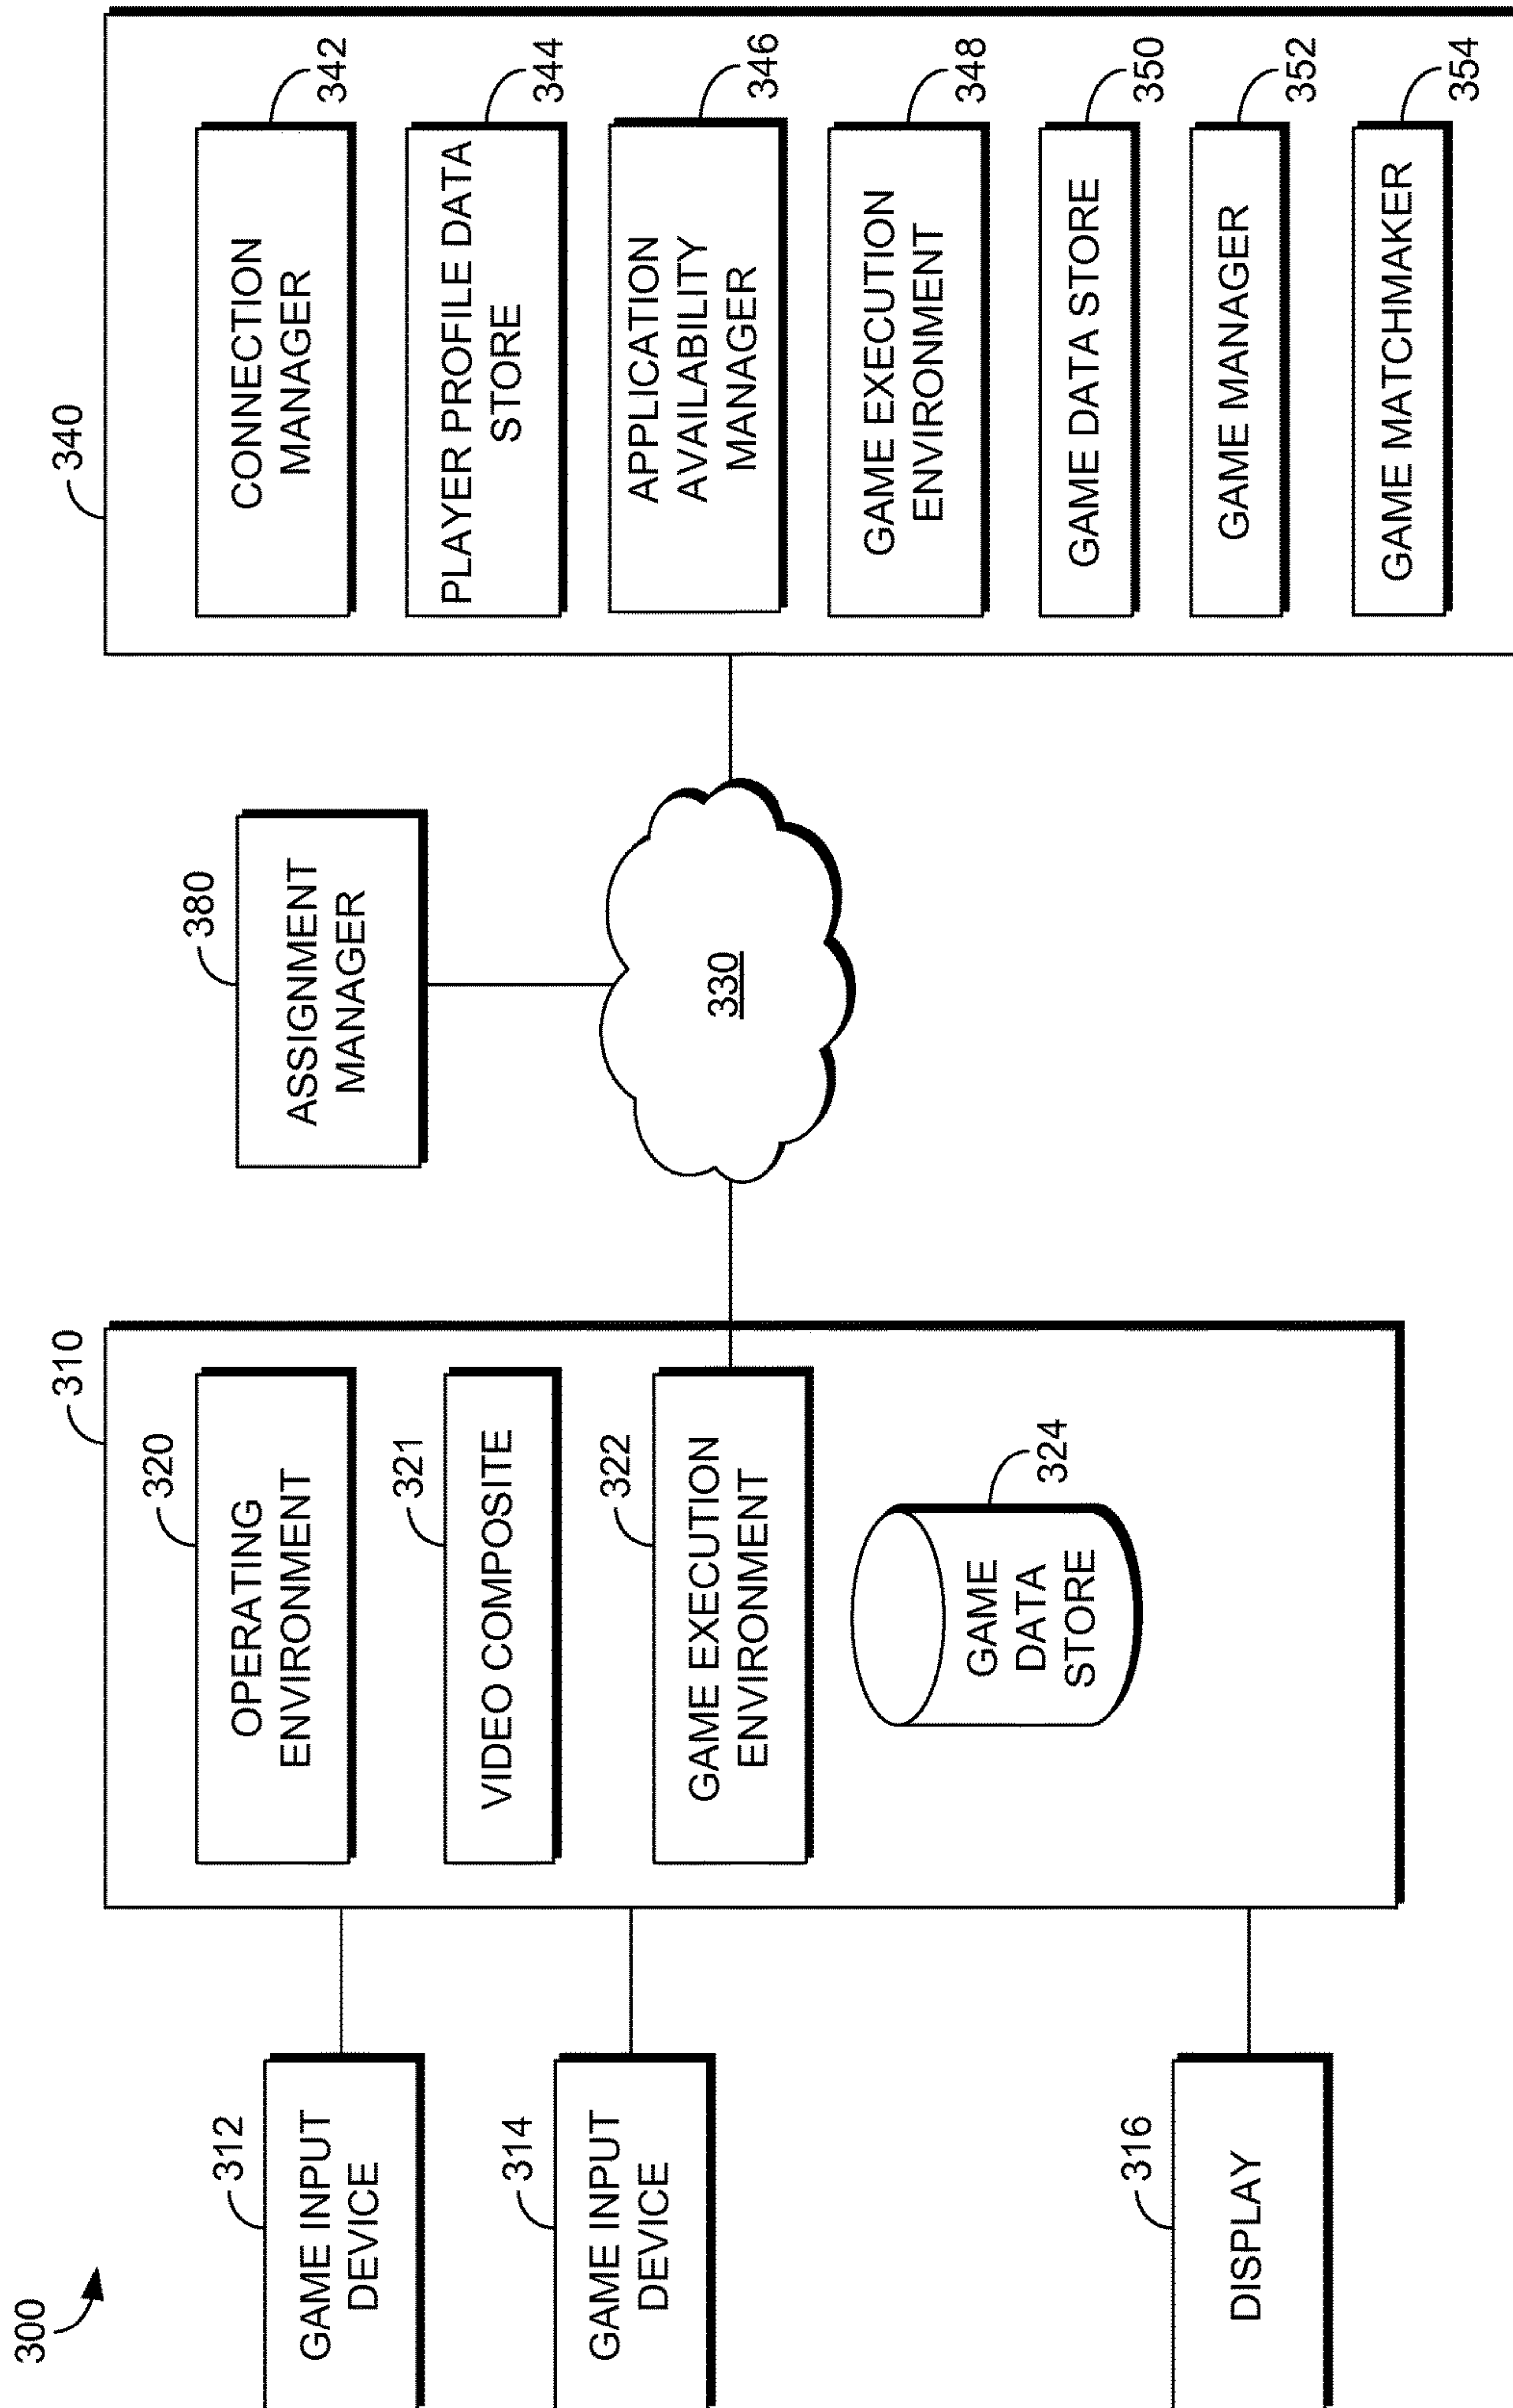 300
312
GAME INPUT
DEVICE
314
GAME INPUT
DEVICE
316
DISPLAY
310
320
OPERATING
ENVIRONMENT
321
VIDEO COMPOSITE
322
GAME EXECUTION
ENVIRONMENT
324
GAME
DATA
STORE
380
ASSIGNMENT
MANAGER
330
340
CONNECTION
MANAGER
342
PLAYER PROFILE DATA
STORE
344
APPLICATION
AVAILABILITY
MANAGER
346
GAME EXECUTION
ENVIRONMENT
348
GAME DATA STORE
350
GAME MANAGER
352
GAME MATCHMAKER
354